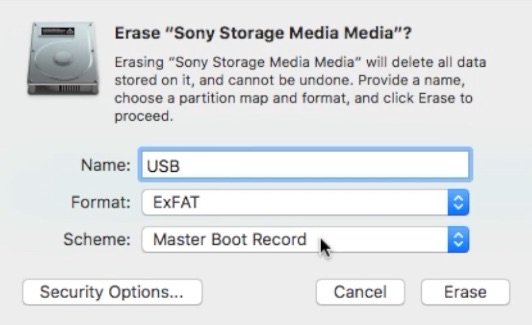 Erase “Sony Storage Media Media”?
Erasing “Sony Storage Media Media” will delete all data
stored on it, and cannot be undone. Provide a name,
choose a partition map and format, and click Erase to
proceed.
Name: USB
Format: ExFAT
Scheme: Master Boot Record
Security Options... Cancel Erase